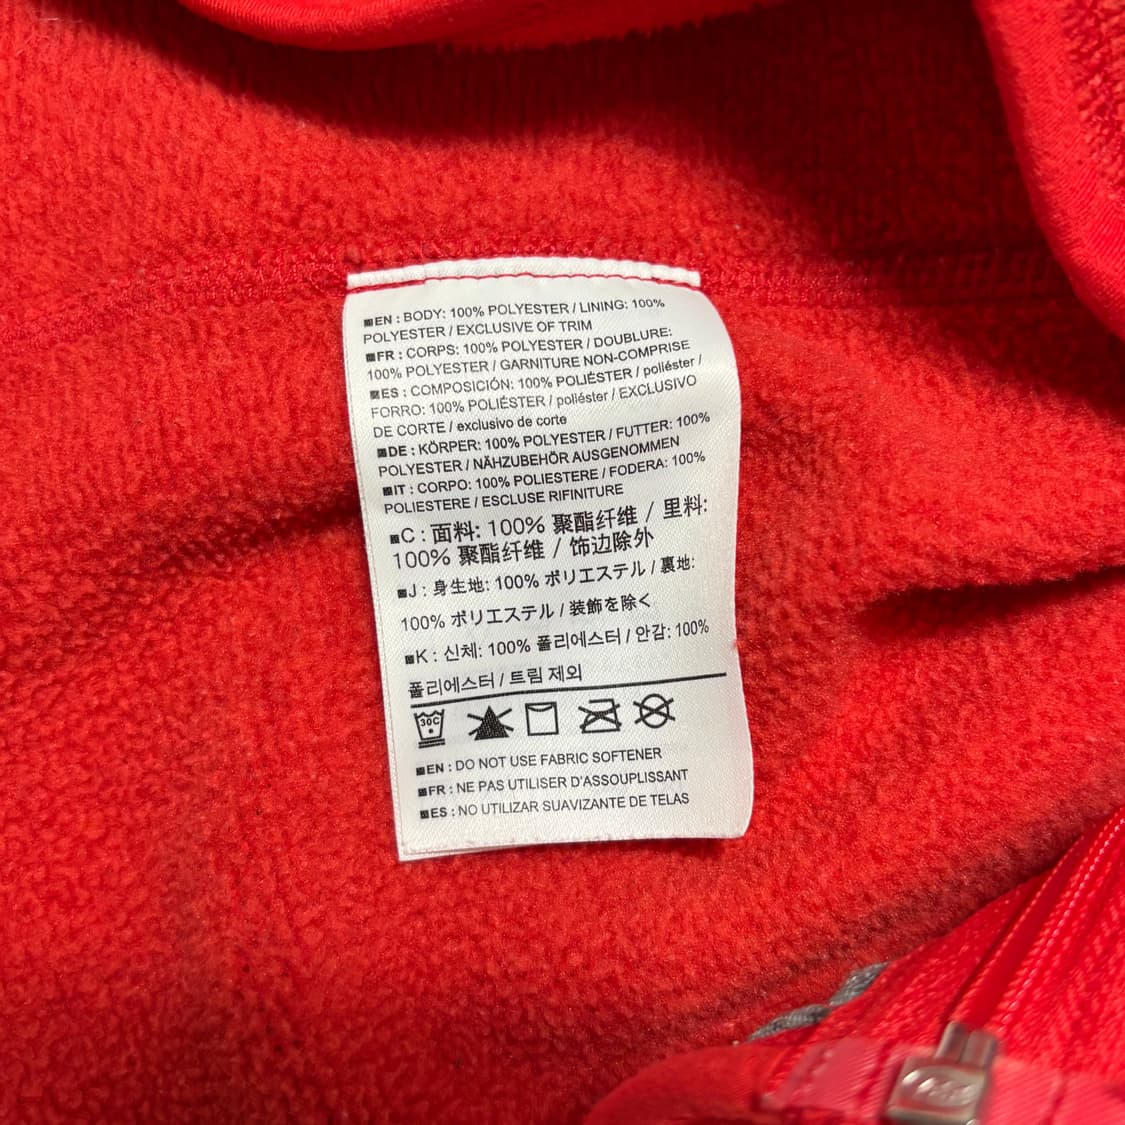 EN : BODY: 100% POLYESTER / LINING: 100%
POLYESTER / EXCLUSIVE OF TRIM
FR : CORPS: 100% POLYESTER / DOUBLURE:
100% POLYESTER / GARNITURE NON-COMPRISE
ES : COMPOSICIÓN: 100% POLIÉSTER / poliéster /
FORRO: 100% POLIÉSTER / poliéster / EXCLUSIVO
DE CORTE / exclusivo de corte
DE : KÖRPER: 100% POLYESTER / FUTTER: 100%
POLYESTER / NÄHZUBEHÖR AUSGENOMMEN
IT : CORPO: 100% POLIESTERE / FODERA: 100%
POLIESTERE / ESCLUSE RIFINITURE
C : 面料: 100% 聚酯纤维 / 里料:
100% 聚酯纤维 / 饰边除外
J : 身生地: 100% ポリエステル / 裏地:
100% ポリエステル / 装飾を除く
K : 신체: 100% 폴리에스터 / 안감: 100%
폴리에스터 / 트림 제외
30C
EN : DO NOT USE FABRIC SOFTENER
FR : NE PAS UTILISER D'ASSOUPLISSANT
ES : NO UTILIZAR SUAVIZANTE DE TELAS